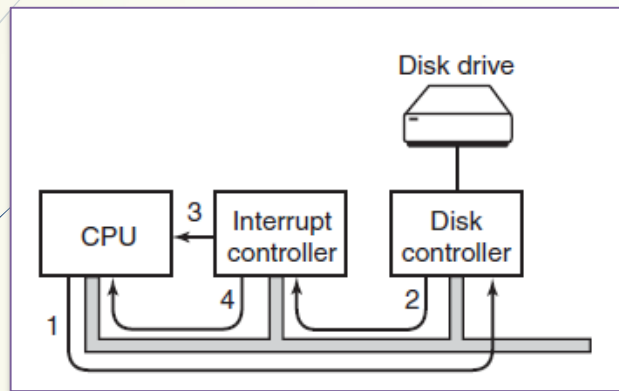 Disk drive
CPU
3
Interrupt
controller
Disk
controller
1
4
2